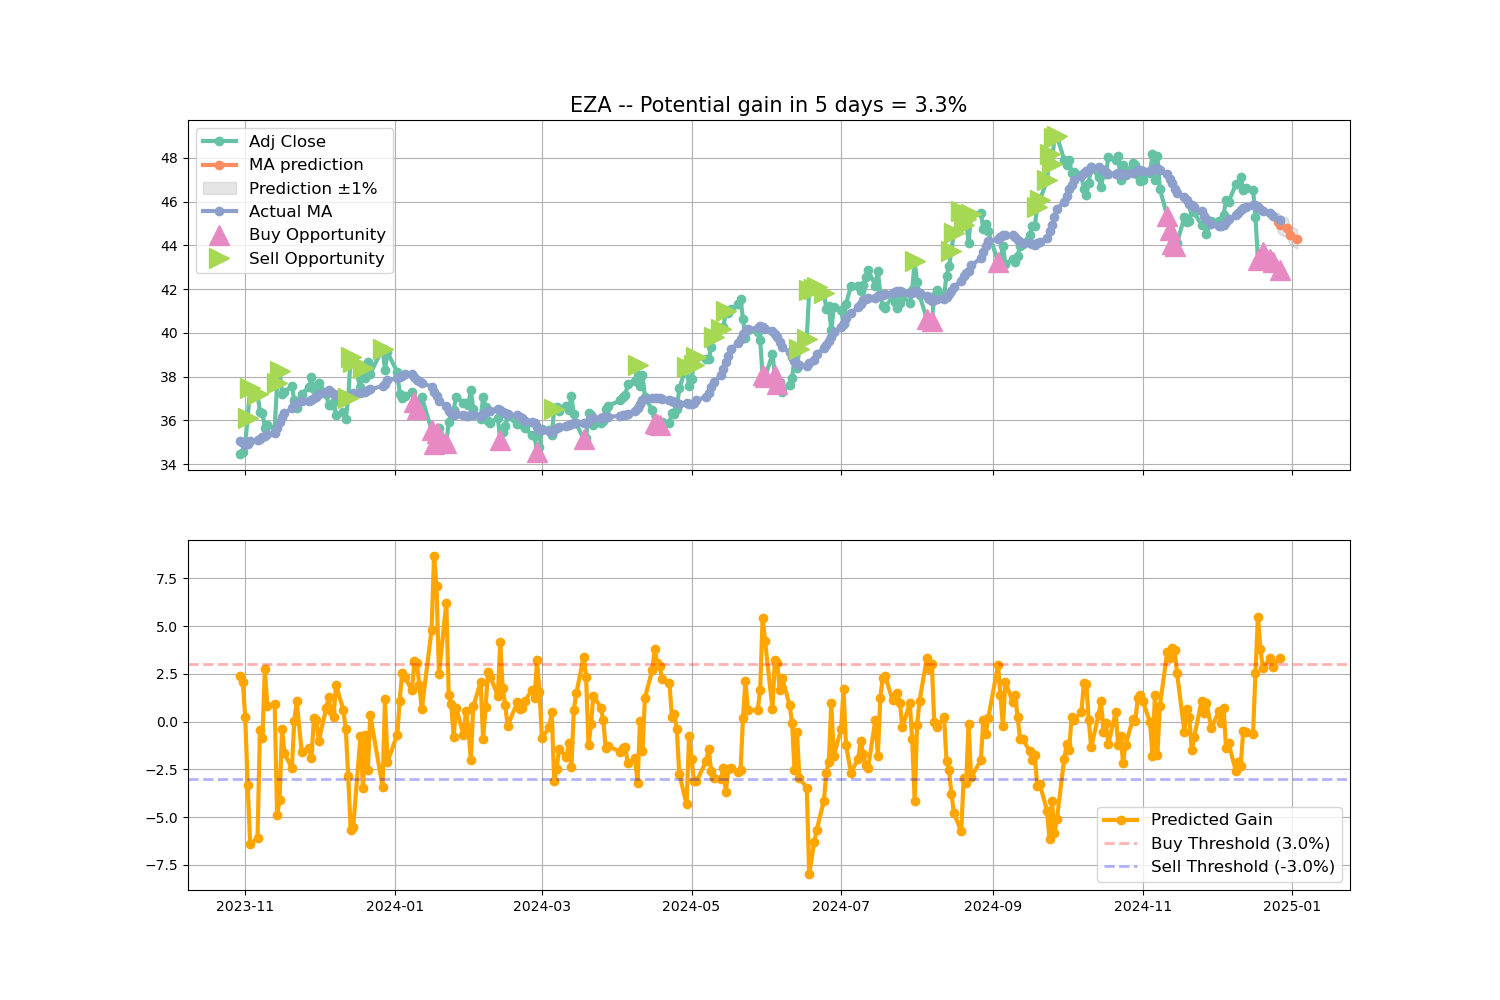 EZA -- Potential gain in 5 days = 3.3%
Adj Close
MA prediction
Prediction ±1%
Actual MA
Buy Opportunity
Sell Opportunity
48
46
44
42
40
38
36
34
7.5
5.0
2.5
0.0
−2.5
−5.0
−7.5
Predicted Gain
Buy Threshold (3.0%)
Sell Threshold (-3.0%)
2023-11
2024-01
2024-03
2024-05
2024-07
2024-09
2024-11
2025-01